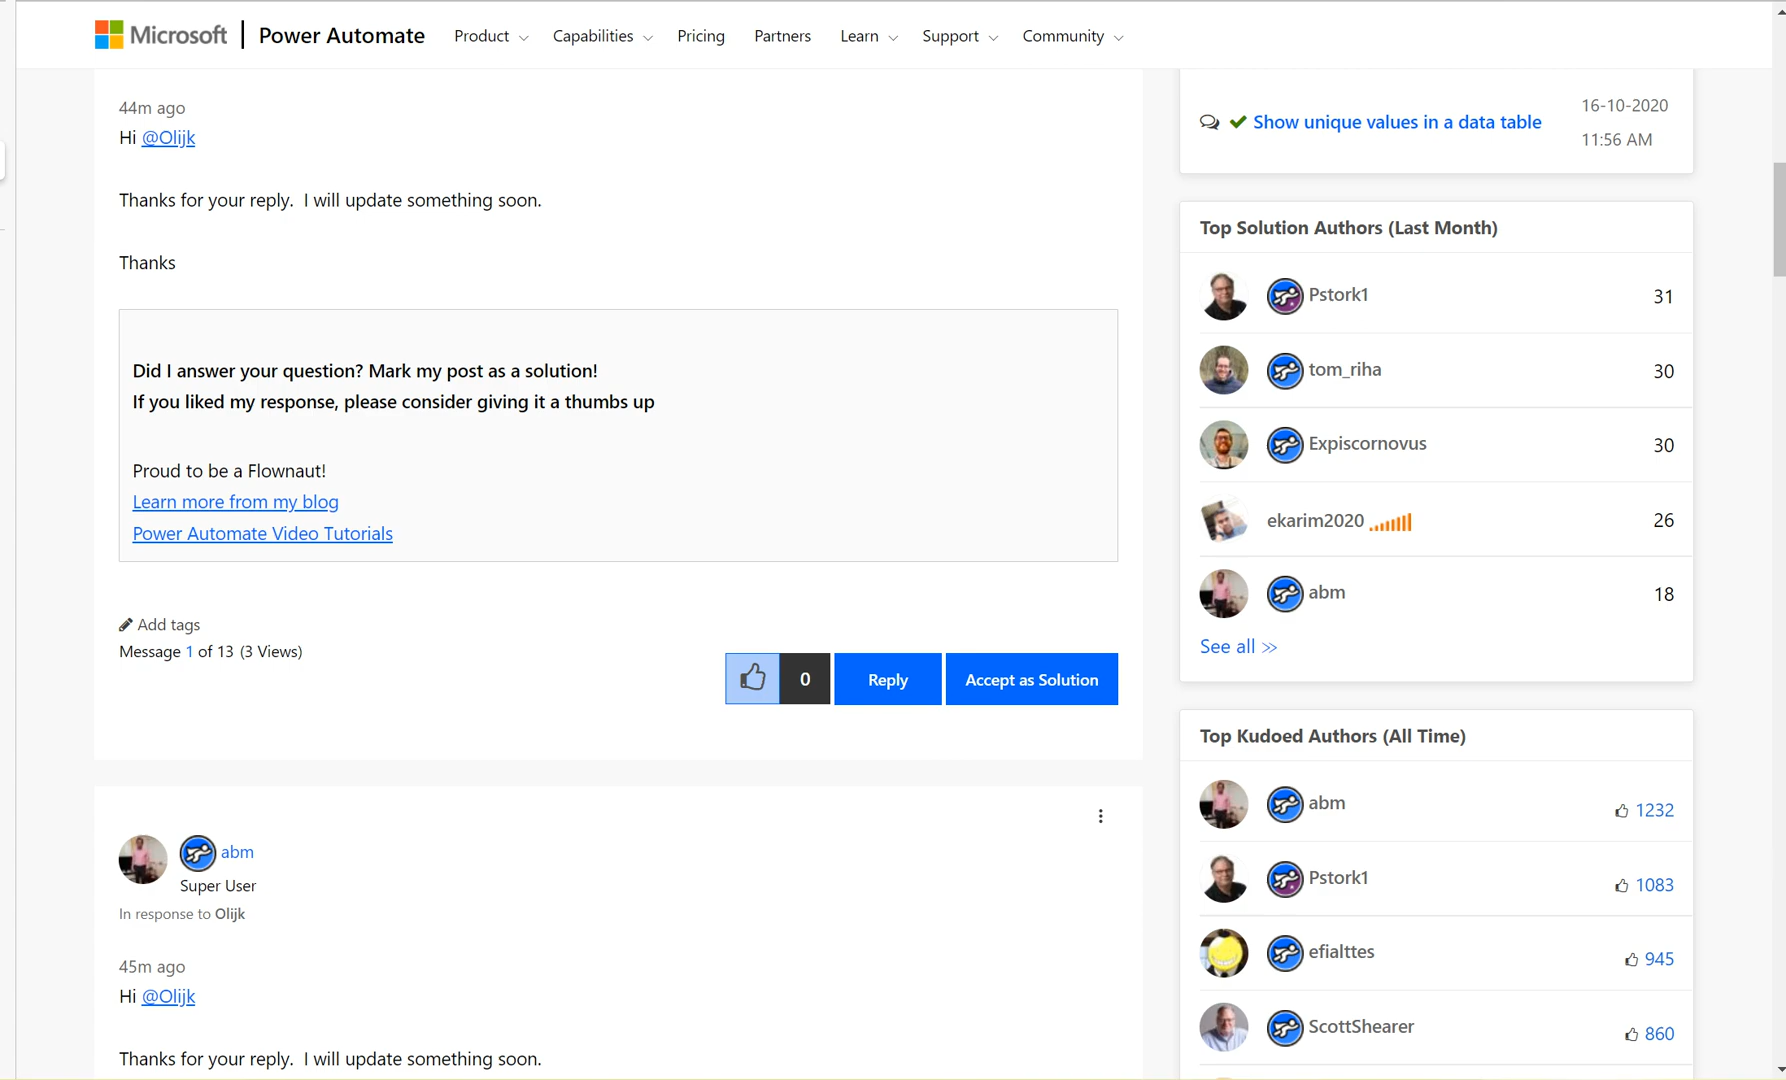 Microsoft | Power Automate Product Capabilities Pricing Partners Learn Support Community
44m ago
Hi @Olijk
Thanks for your reply. I will update something soon.
Thanks
Did I answer your question? Mark my post as a solution!
If you liked my response, please consider giving it a thumbs up
Proud to be a Flownaut!
Learn more from my blog
Power Automate Video Tutorials
Add tags
Message 1 of 13 (3 Views)
0 Reply Accept as Solution
abm
Super User
In response to Olijk
45m ago
Hi @Olijk
Thanks for your reply. I will update something soon.
Show unique values in a data table
16-10-2020
11:56 AM
Top Solution Authors (Last Month)
Pstork1 31
tom_riha 30
Expiscornovus 30
ekarim2020 26
abm 18
See all >>
Top Kudoed Authors (All Time)
abm 1232
Pstork1 1083
efialttes 945
ScottShearer 860